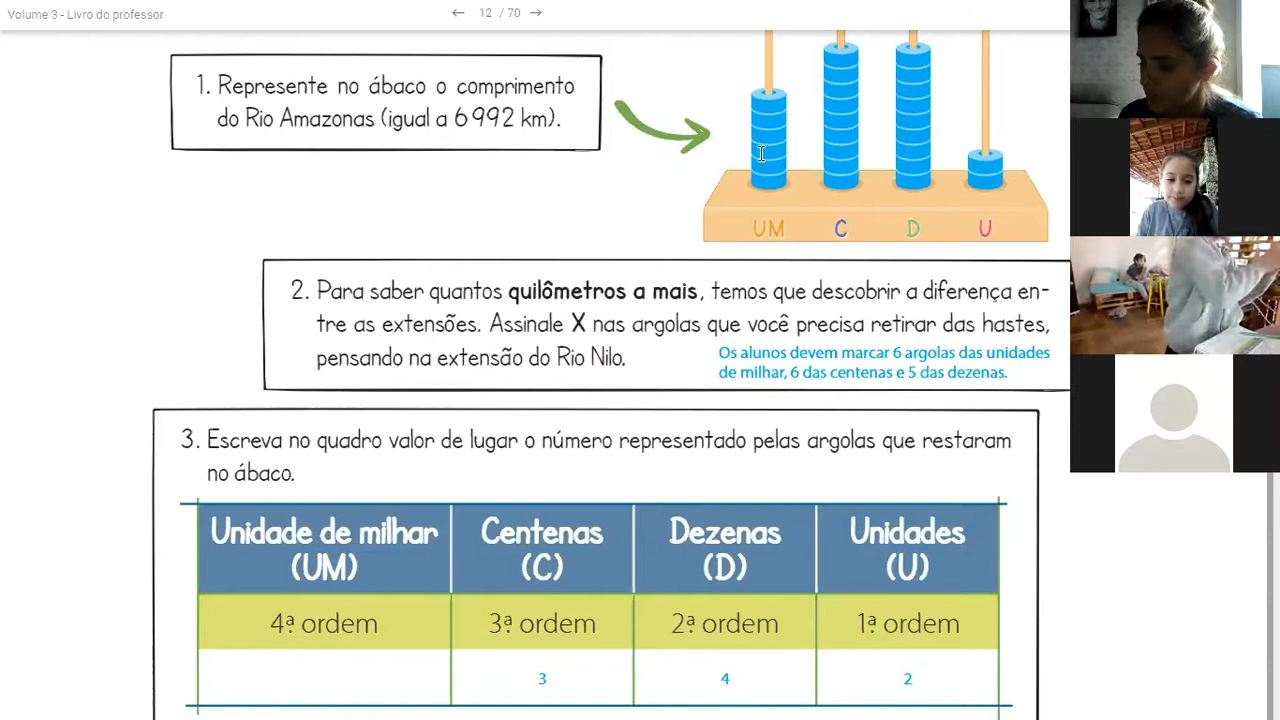 Volume 3 - Livro do professor
← 12 / 70 →
1. Represente no ábaco o comprimento
do Rio Amazonas (igual a 6 992 km).
UM C D U
2. Para saber quantos quilômetros a mais, temos que descobrir a diferença en-
tre as extensões. Assinale X nas argolas que você precisa retirar das hastes,
pensando na extensão do Rio Nilo.
Os alunos devem marcar 6 argolas das unidades
de milhar, 6 das centenas e 5 das dezenas.
3. Escreva no quadro valor de lugar o número representado pelas argolas que restaram
no ábaco.
Unidade de milhar Centenas Dezenas Unidades
(UM) (C) (D) (U)
4ª. ordem 3ª. ordem 2ª. ordem 1ª. ordem
3 4 2